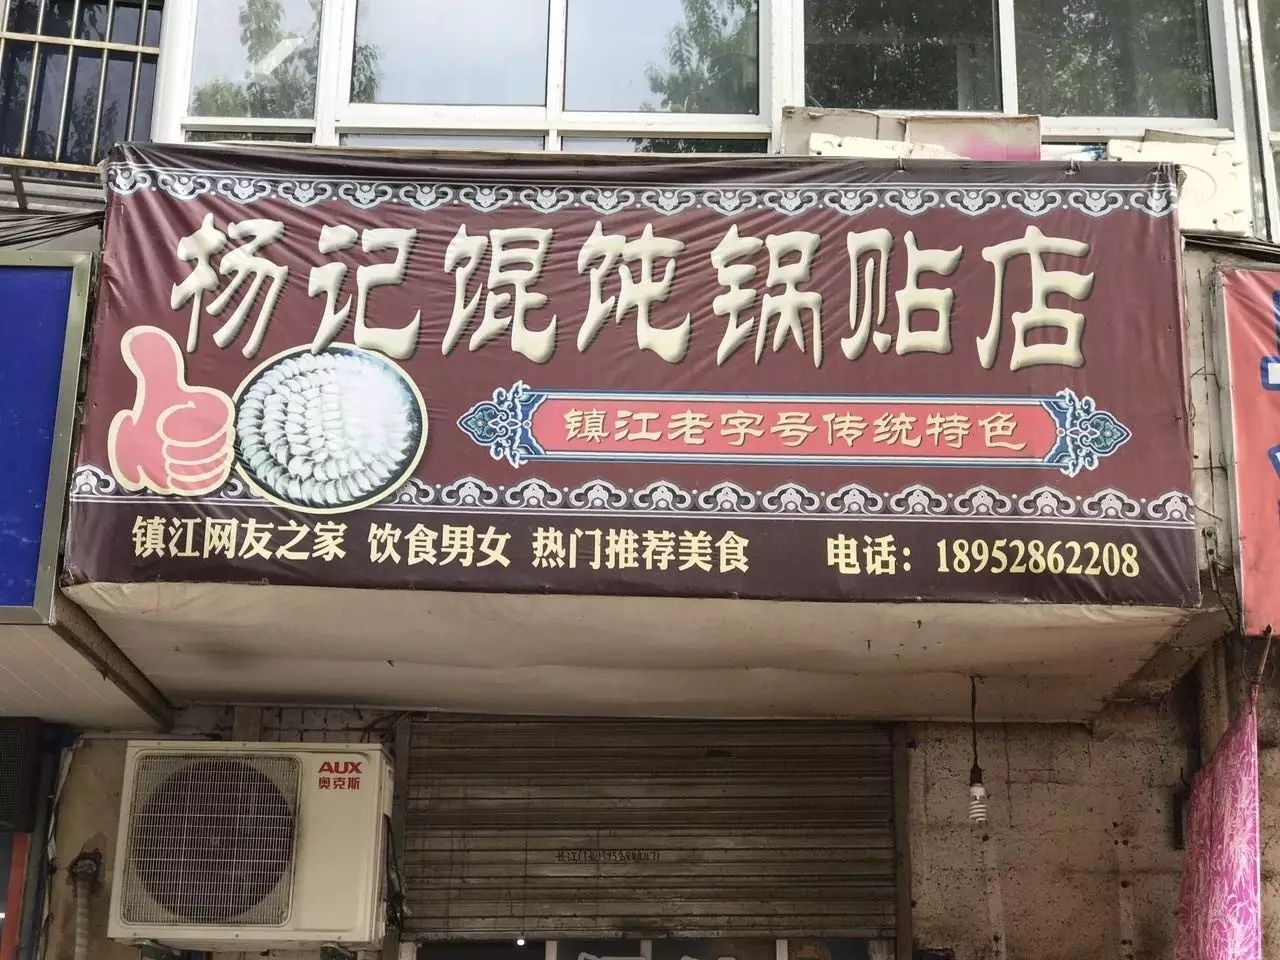 杨记馄饨锅贴店
镇江老字号传统特色
镇江网友之家 饮食男女 热门推荐美食 电话：18952862208
AUX
奥克斯